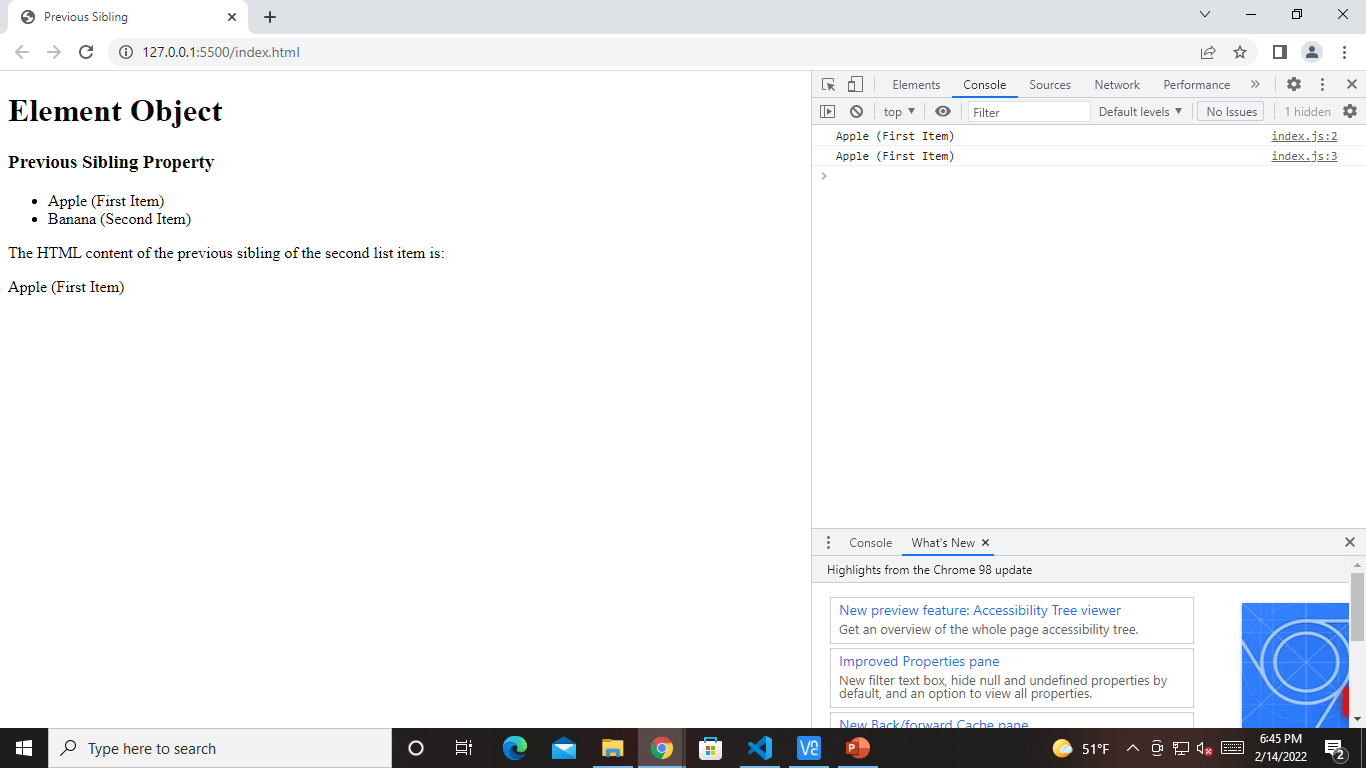 Previous Sibling
127.0.0.1:5500/index.html
Element Object
Previous Sibling Property
Apple (First Item)
Banana (Second Item)
The HTML content of the previous sibling of the second list item is:
Apple (First Item)
Elements Console Sources Network Performance
top Filter Default levels No Issues 1 hidden
Apple (First Item) index.js:2
Apple (First Item) index.js:3
Console What's New
Highlights from the Chrome 98 update
New preview feature: Accessibility Tree viewer
Get an overview of the whole page accessibility tree.
Improved Properties pane
New filter text box, hide null and undefined properties by
default, and an option to view all properties.
New Back/forward Cache pane
Type here to search
51°F
6:45 PM
2/14/2022
2